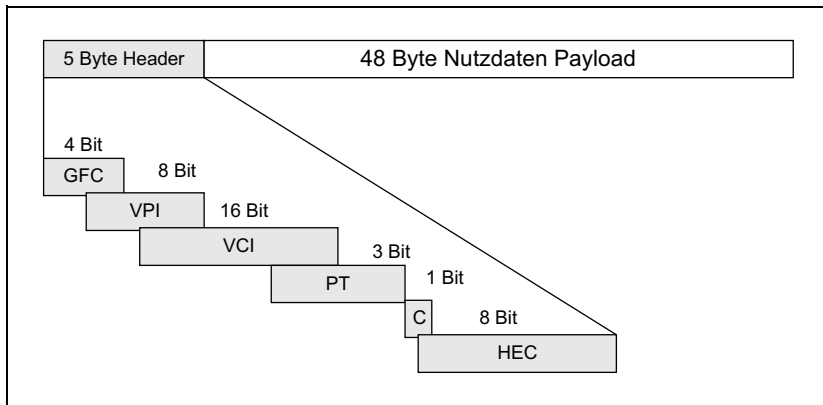 5 Byte Header
48 Byte Nutzdaten Payload
4 Bit
GFC
8 Bit
VPI
16 Bit
VCI
3 Bit
PT
1 Bit
C
8 Bit
HEC